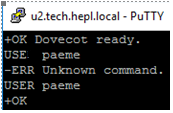 u2.tech.hepl.local - PuTTY
+OK Dovecot ready.
USE  paeme
-ERR Unknown command.
USER paeme
+OK